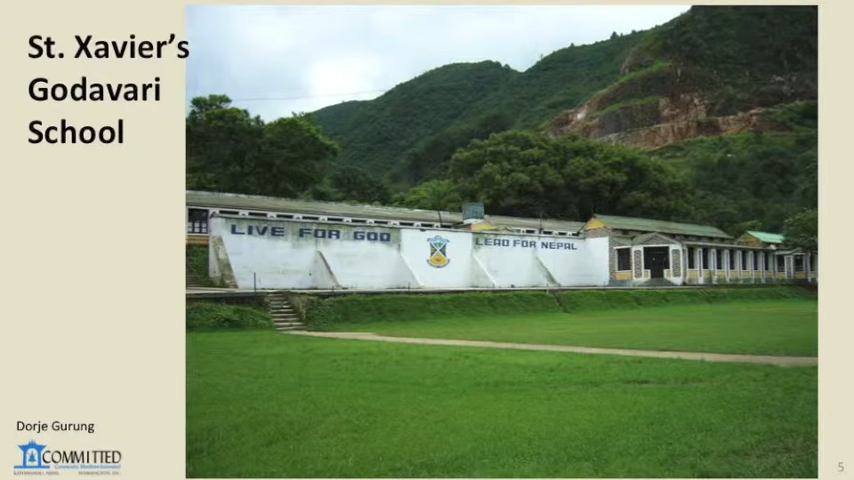 St. Xavier's
Godavari
School
LIVE FOR GOD
LEAD FOR NEPAL
Dorje Gurung
COMMITTED
5